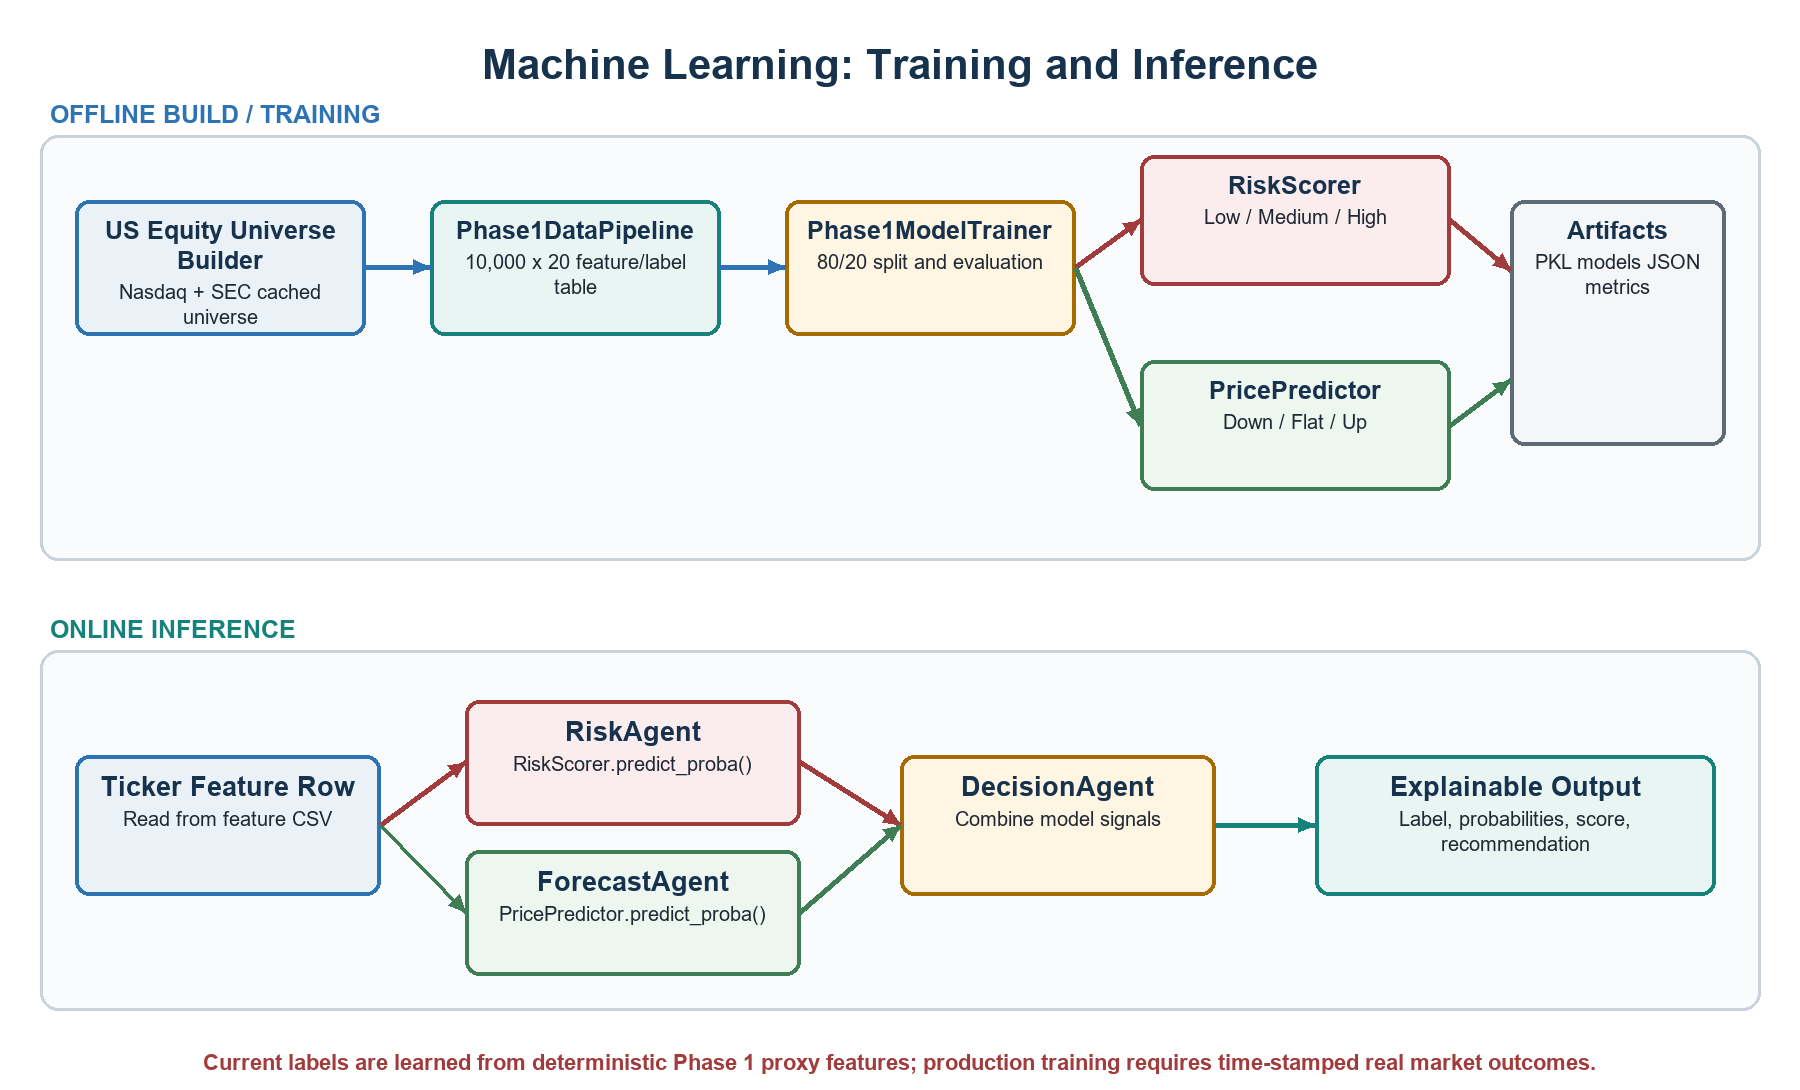 Machine Learning: Training and Inference
OFFLINE BUILD / TRAINING
US Equity Universe
Builder
Nasdaq + SEC cached
universe
Phase1DataPipeline
10,000 x 20 feature/label
table
Phase1ModelTrainer
80/20 split and evaluation
RiskScorer
Low / Medium / High
PricePredictor
Down / Flat / Up
Artifacts
PKL models JSON
metrics
ONLINE INFERENCE
Ticker Feature Row
Read from feature CSV
RiskAgent
RiskScorer.predict_proba()
ForecastAgent
PricePredictor.predict_proba()
DecisionAgent
Combine model signals
Explainable Output
Label, probabilities, score,
recommendation
Current labels are learned from deterministic Phase 1 proxy features; production training requires time-stamped real market outcomes.